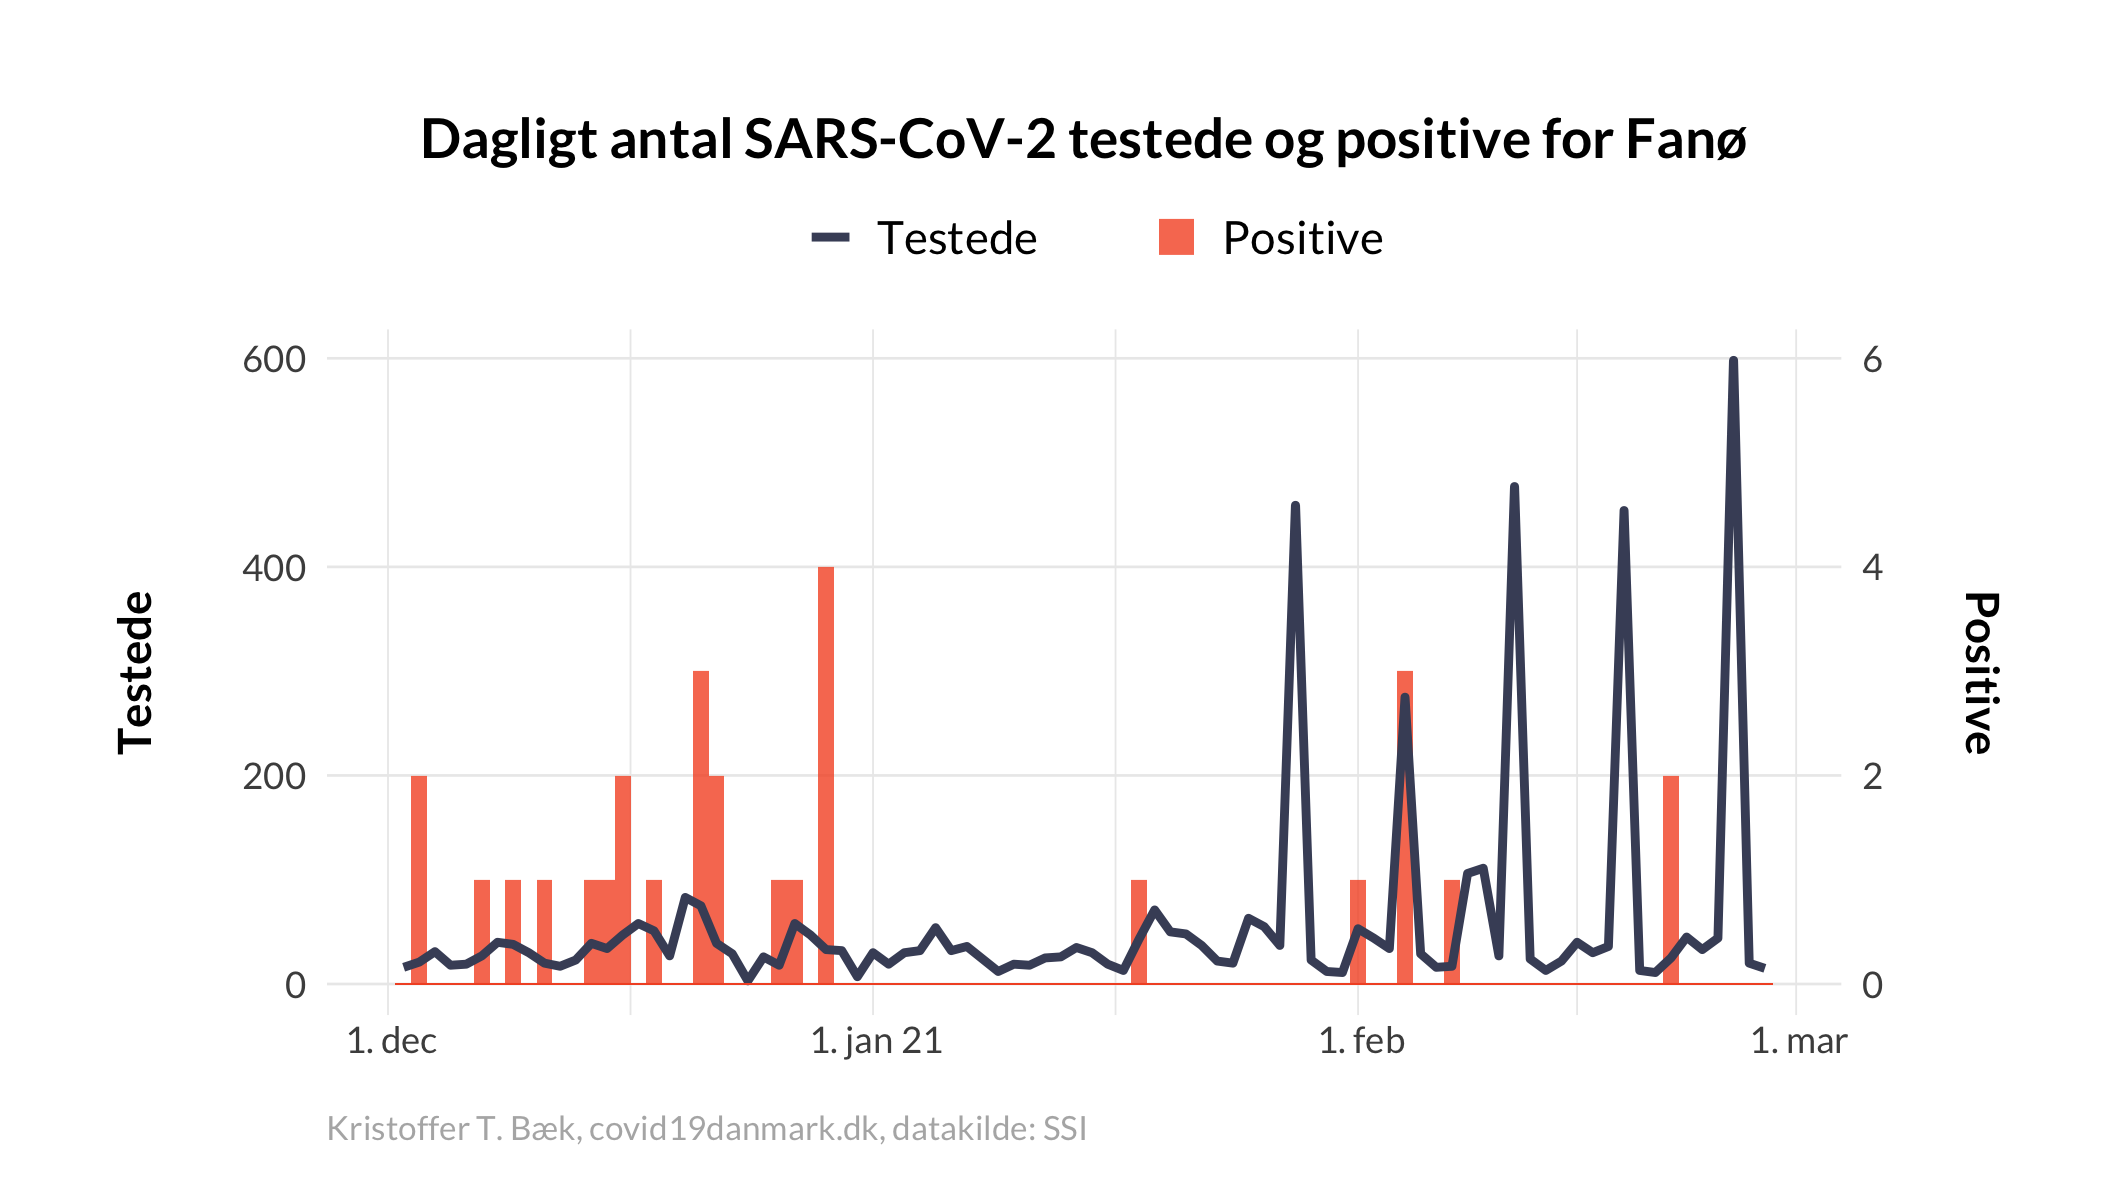 Dagligt antal SARS-CoV-2 testede og positive for Fanø
Testede
Positive
600
400
200
0
Testede
6
4
2
0
Positive
1. dec
1. jan 21
1. feb
1. mar
Kristoffer T. Bæk, covid19danmark.dk, datakilde: SSI